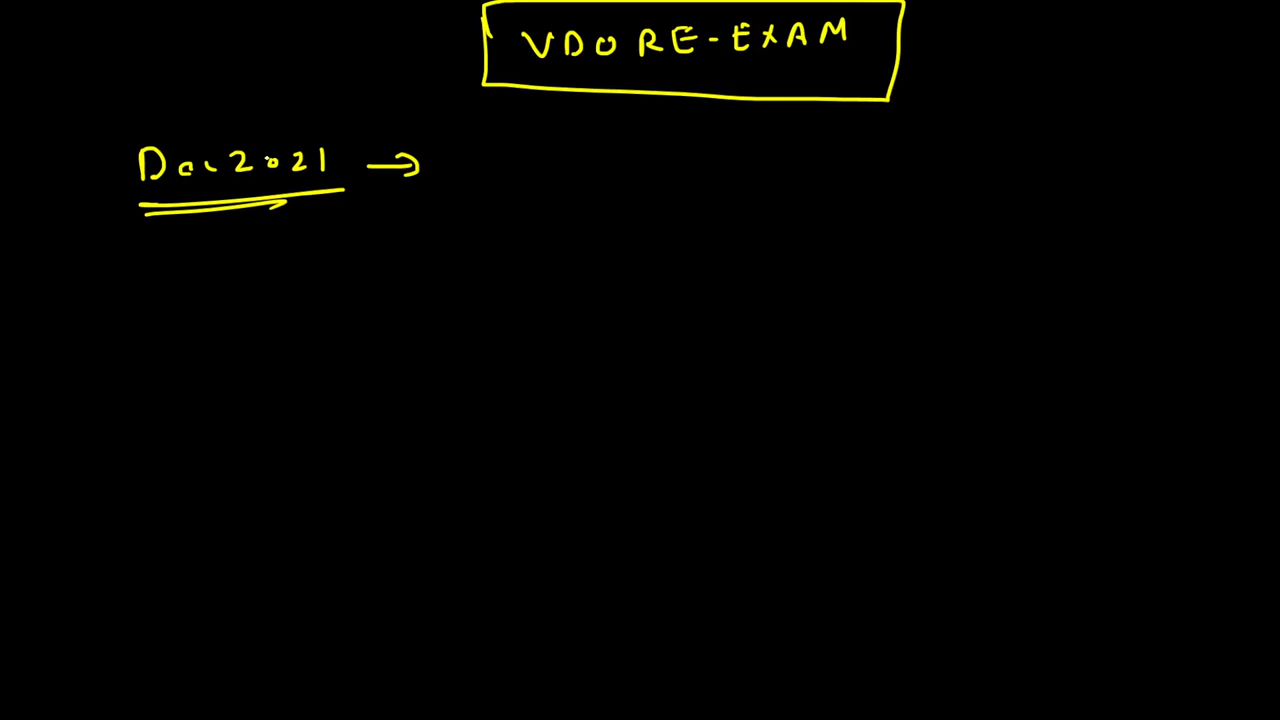 VDO RE-EXAM
Dec 2021 →